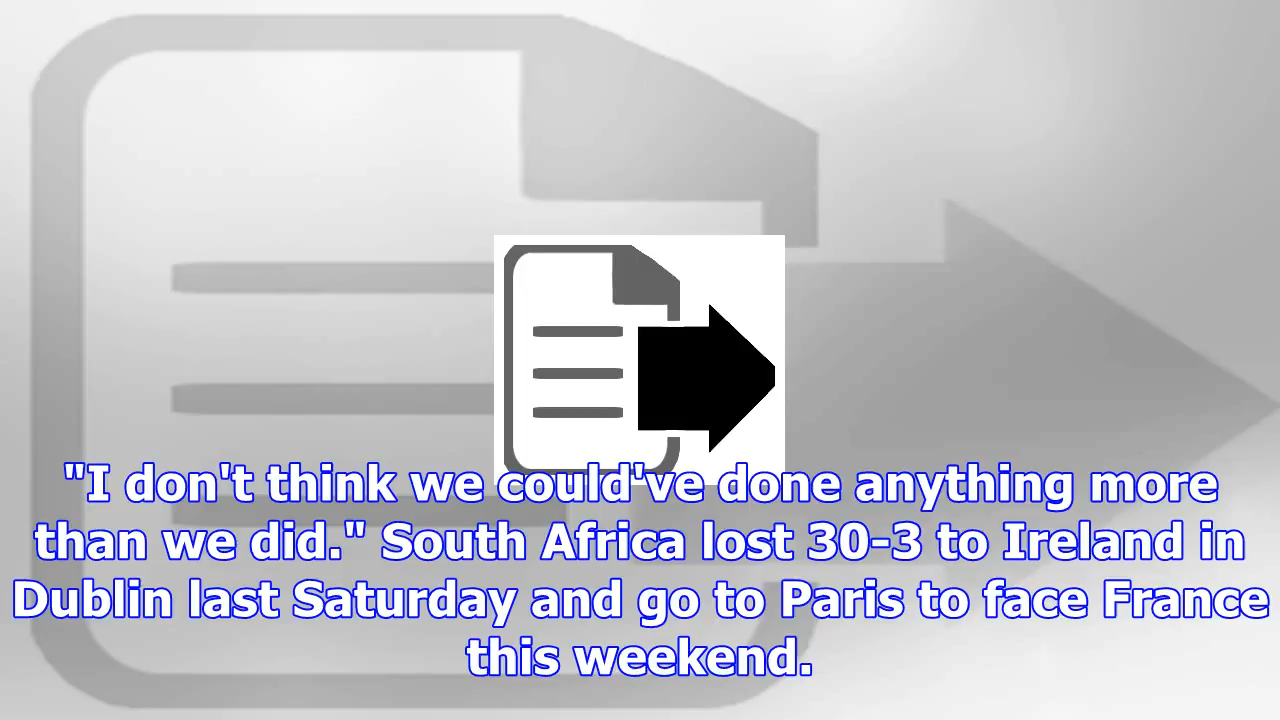 "I don't think we could've done anything more
than we did." South Africa lost 30-3 to Ireland in
Dublin last Saturday and go to Paris to face France
this weekend.